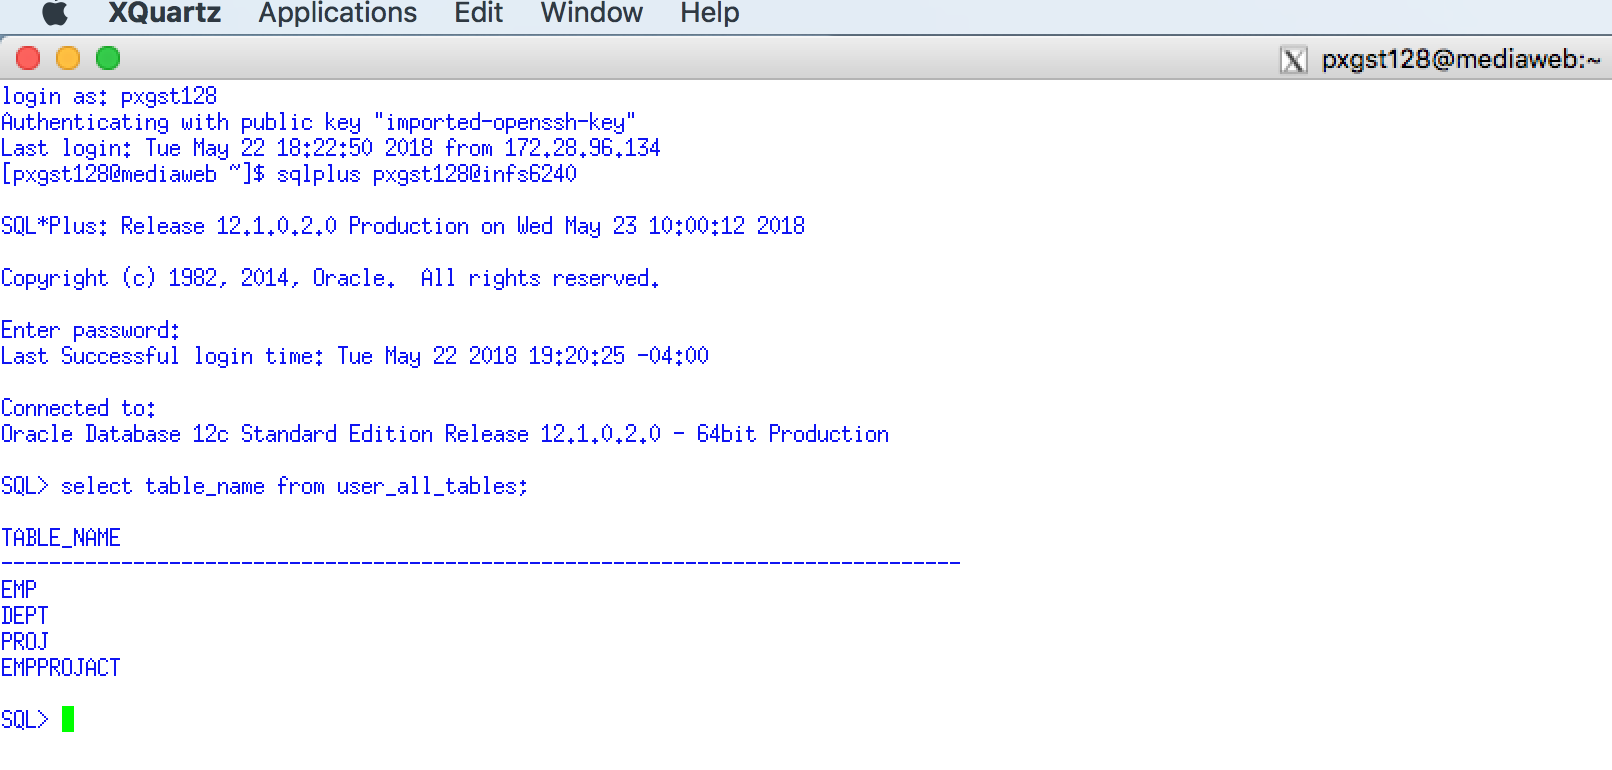 XQuartz Applications Edit Window Help
X pxgst128@mediaweb:~
login as: pxgst128
Authenticating with public key "imported-openssh-key"
Last login: Tue May 22 18:22:50 2018 from 172.28.96.134
[pxgst128@mediaweb ~]$ sqlplus pxgst128@infs6240
SQL*Plus: Release 12.1.0.2.0 Production on Wed May 23 10:00:12 2018
Copyright (c) 1982, 2014, Oracle.  All rights reserved.
Enter password:
Last Successful login time: Tue May 22 2018 19:20:25 -04:00
Connected to:
Oracle Database 12c Standard Edition Release 12.1.0.2.0 - 64bit Production
SQL> select table_name from user_all_tables;
TABLE_NAME
--------------------------------------------------------------------------------
EMP
DEPT
PROJ
EMPPROJACT
SQL>